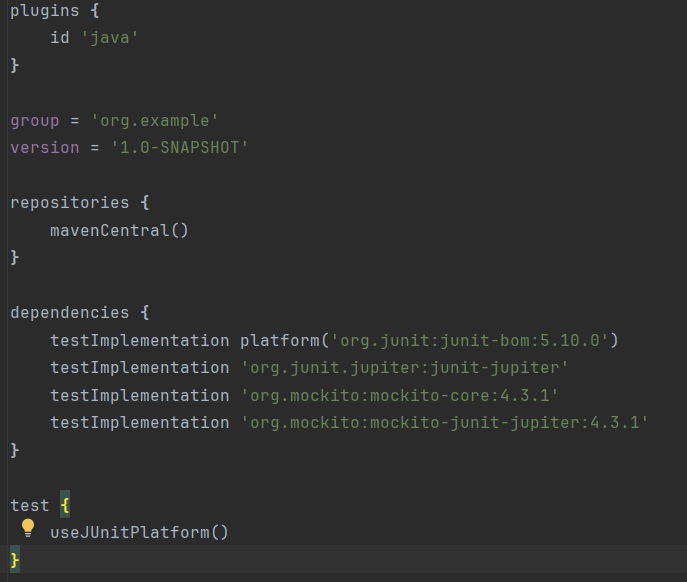 plugins {
    id 'java'
}
group = 'org.example'
version = '1.0-SNAPSHOT'
repositories {
    mavenCentral()
}
dependencies {
    testImplementation platform('org.junit:junit-bom:5.10.0')
    testImplementation 'org.junit.jupiter:junit-jupiter'
    testImplementation 'org.mockito:mockito-core:4.3.1'
    testImplementation 'org.mockito:mockito-junit-jupiter:4.3.1'
}
test {
    useJUnitPlatform()
}